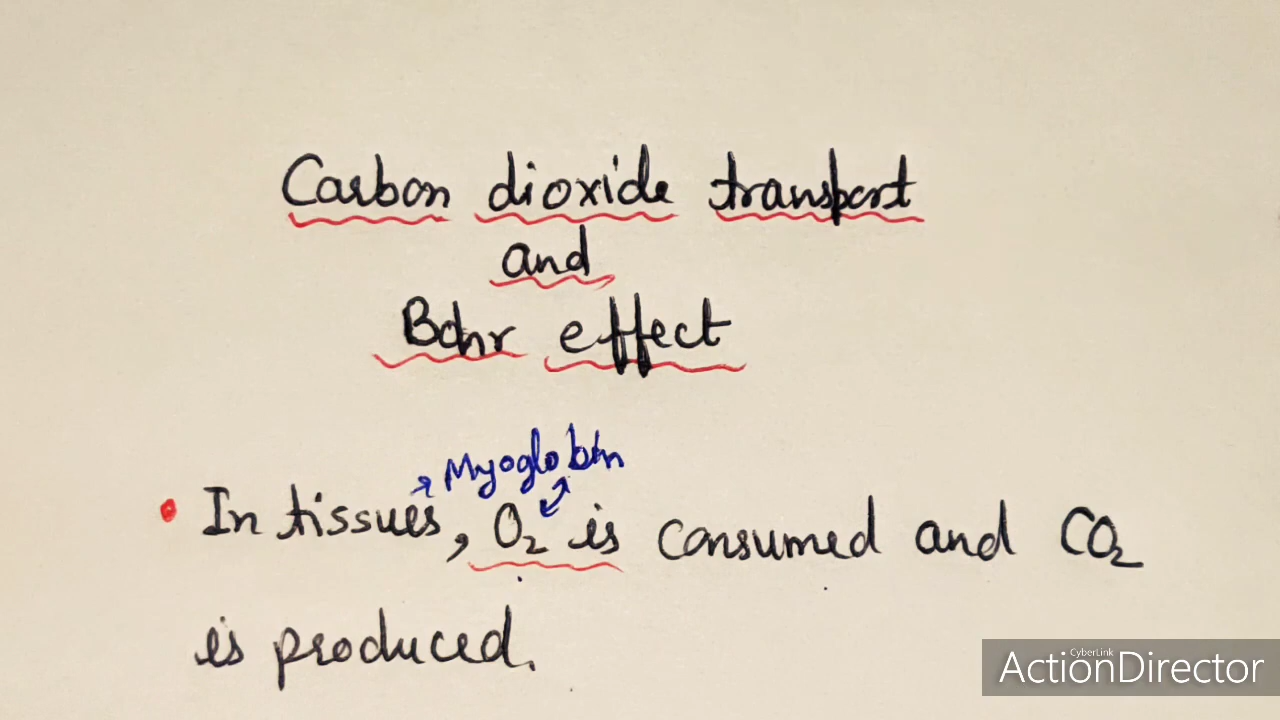 Carbon dioxide transport
and
Bohr effect
Myoglobin
• In tissues, O₂ is consumed and CO₂
is produced.
CyberLink
ActionDirector